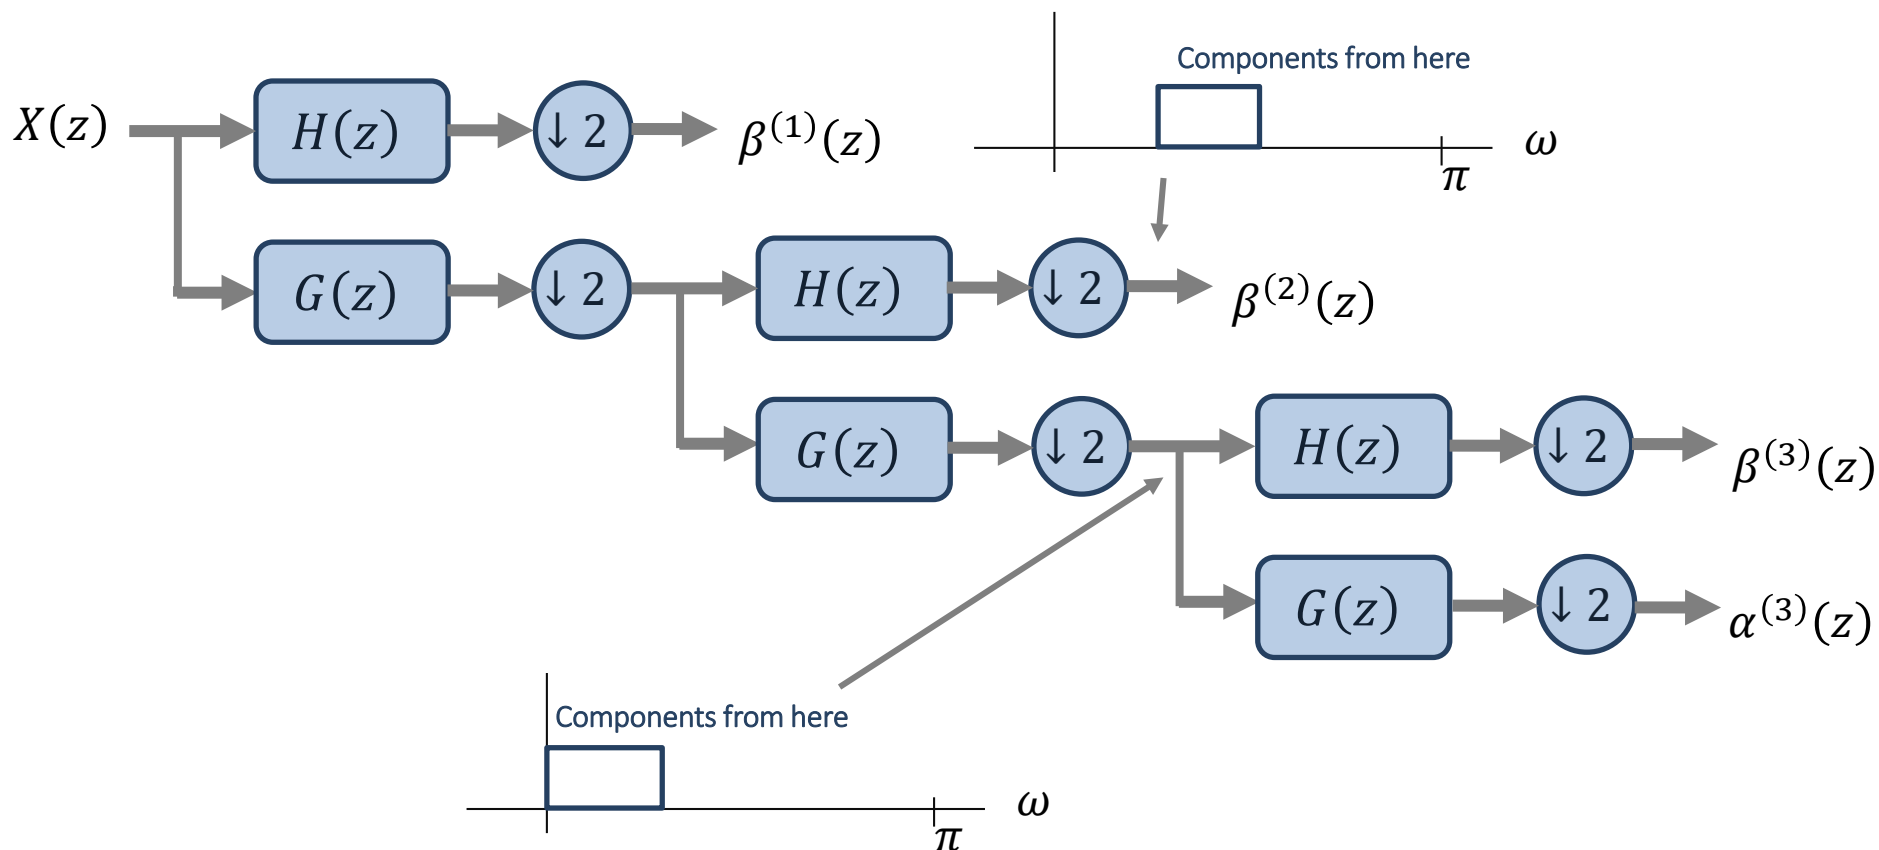 Components from here
X(z)
H(z)
↓ 2
β⁽¹⁾(z)
ω
π
G(z)
↓ 2
H(z)
↓ 2
β⁽²⁾(z)
G(z)
↓ 2
H(z)
↓ 2
β⁽³⁾(z)
G(z)
↓ 2
α⁽³⁾(z)
Components from here
ω
π